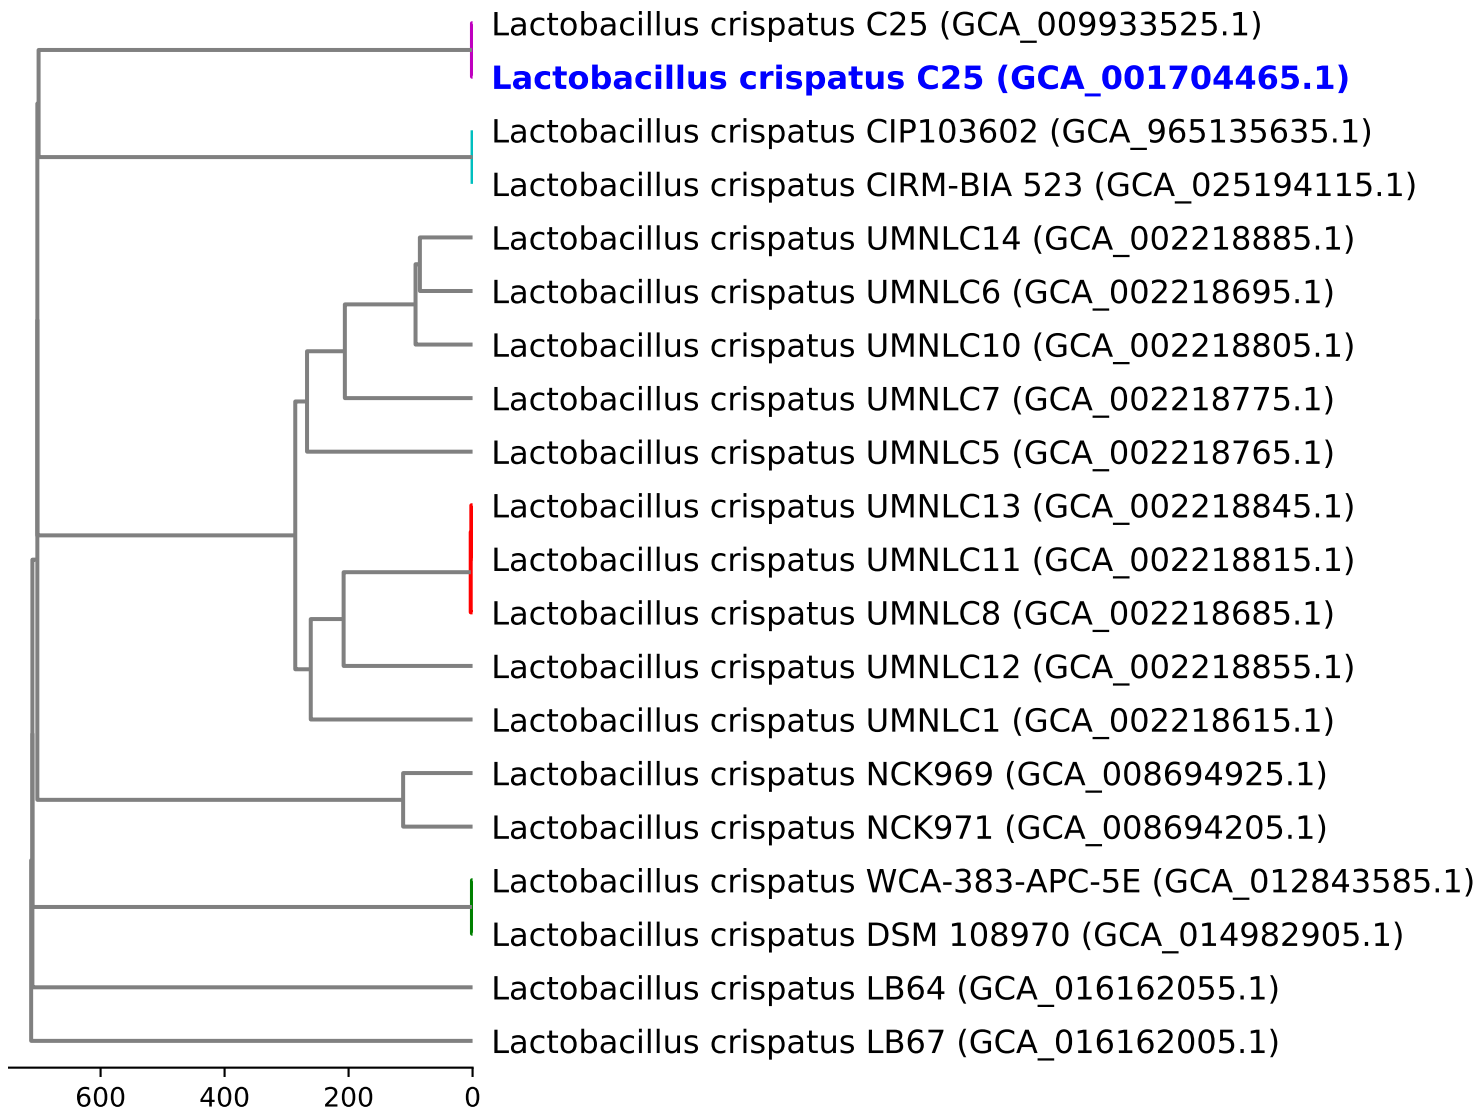 Lactobacillus crispatus C25 (GCA_009933525.1)
Lactobacillus crispatus C25 (GCA_001704465.1)
Lactobacillus crispatus CIP103602 (GCA_965135635.1)
Lactobacillus crispatus CIRM-BIA 523 (GCA_025194115.1)
Lactobacillus crispatus UMNLC14 (GCA_002218885.1)
Lactobacillus crispatus UMNLC6 (GCA_002218695.1)
Lactobacillus crispatus UMNLC10 (GCA_002218805.1)
Lactobacillus crispatus UMNLC7 (GCA_002218775.1)
Lactobacillus crispatus UMNLC5 (GCA_002218765.1)
Lactobacillus crispatus UMNLC13 (GCA_002218845.1)
Lactobacillus crispatus UMNLC11 (GCA_002218815.1)
Lactobacillus crispatus UMNLC8 (GCA_002218685.1)
Lactobacillus crispatus UMNLC12 (GCA_002218855.1)
Lactobacillus crispatus UMNLC1 (GCA_002218615.1)
Lactobacillus crispatus NCK969 (GCA_008694925.1)
Lactobacillus crispatus NCK971 (GCA_008694205.1)
Lactobacillus crispatus WCA-383-APC-5E (GCA_012843585.1)
Lactobacillus crispatus DSM 108970 (GCA_014982905.1)
Lactobacillus crispatus LB64 (GCA_016162055.1)
Lactobacillus crispatus LB67 (GCA_016162005.1)
600 400 200 0